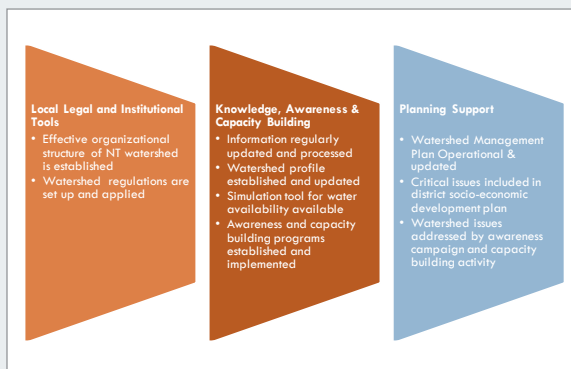 Local Legal and Institutional
Tools
• Effective organizational
structure of NT watershed
is established
• Watershed regulations are
set up and applied
Knowledge, Awareness &
Capacity Building
• Information regularly
updated and processed
• Watershed profile
established and updated
• Simulation tool for water
availability available
• Awareness and capacity
building programs
established and
implemented
Planning Support
• Watershed Management
Plan Operational &
updated
• Critical issues included in
district socio-economic
development plan
• Watershed issues
addressed by awareness
campaign and capacity
building activity